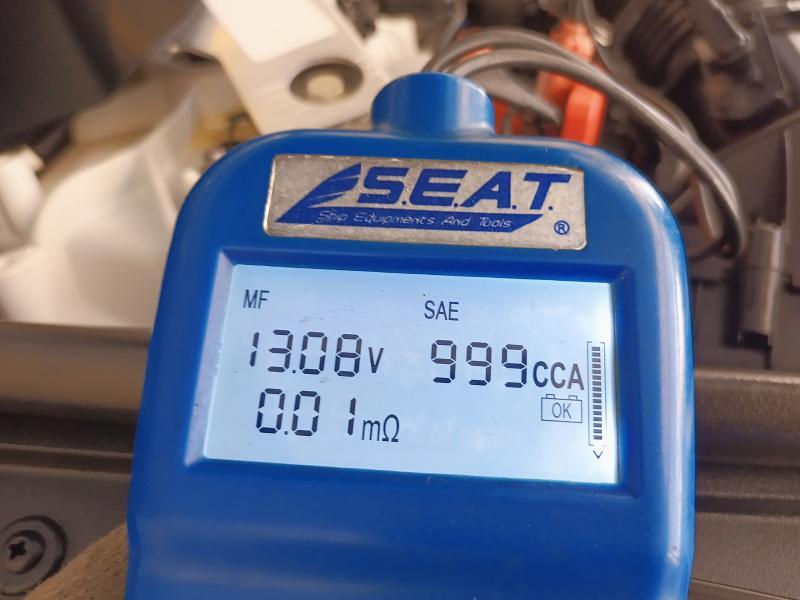 S.E.A.T.
Ship Equipments And Tools ®
MF SAE
13.08V 999CCA
OK
0.01mΩ